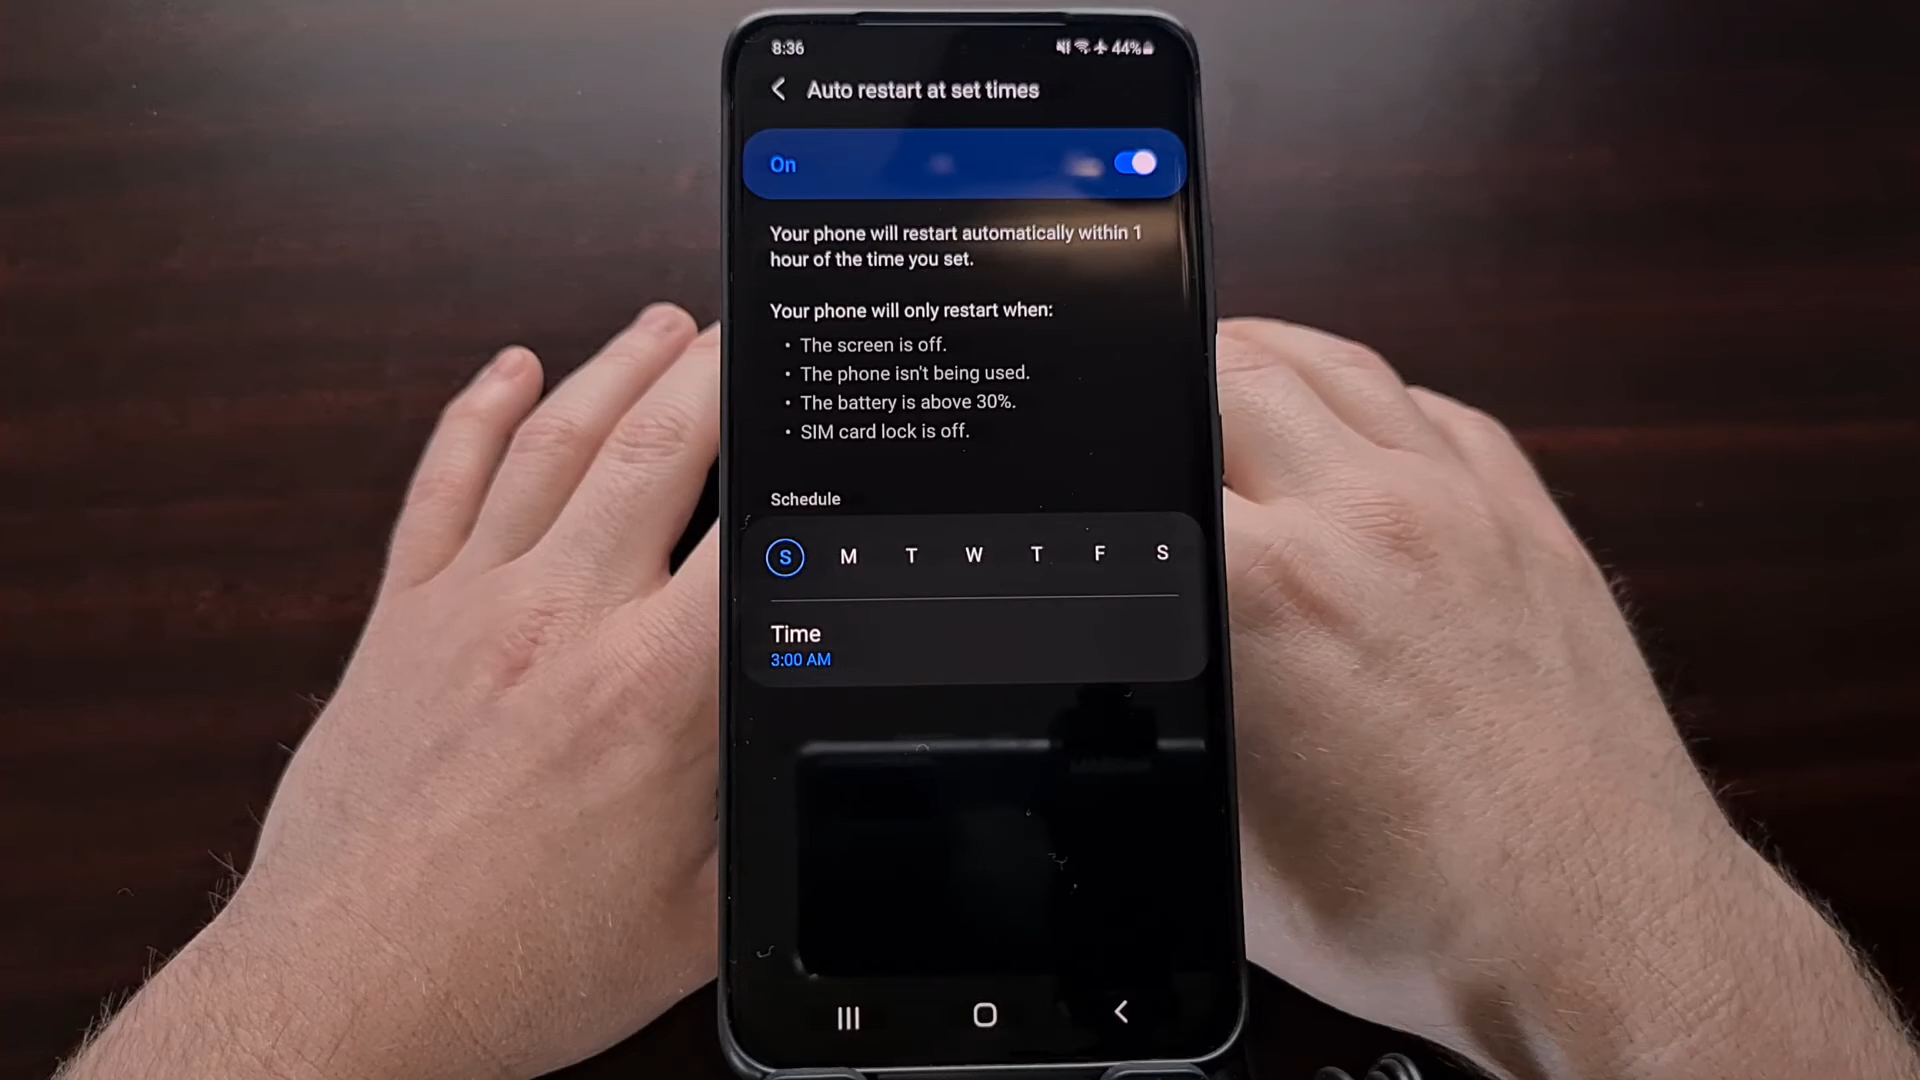 8:36 44%
Auto restart at set times
On
Your phone will restart automatically within 1
hour of the time you set.
Your phone will only restart when:
• The screen is off.
• The phone isn't being used.
• The battery is above 30%.
• SIM card lock is off.
Schedule
S M T W T F S
Time
3:00 AM